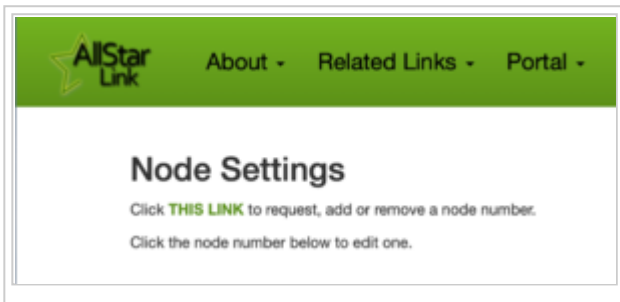 AllStar
Link
About
Related Links
Portal
Node Settings
Click THIS LINK to request, add or remove a node number.
Click the node number below to edit one.